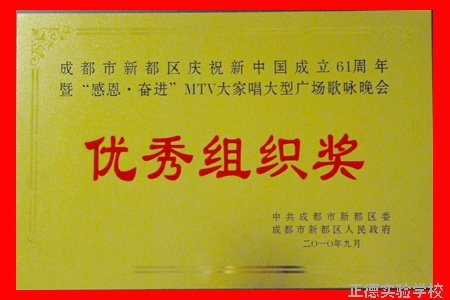 成都市新都区庆祝新中国成立61周年
暨“感恩·奋进”MTV大家唱大型广场歌咏晚会
优秀组织奖
中共成都市新都区委
成都市新都区人民政府
二〇一〇年九月
正德实验学校